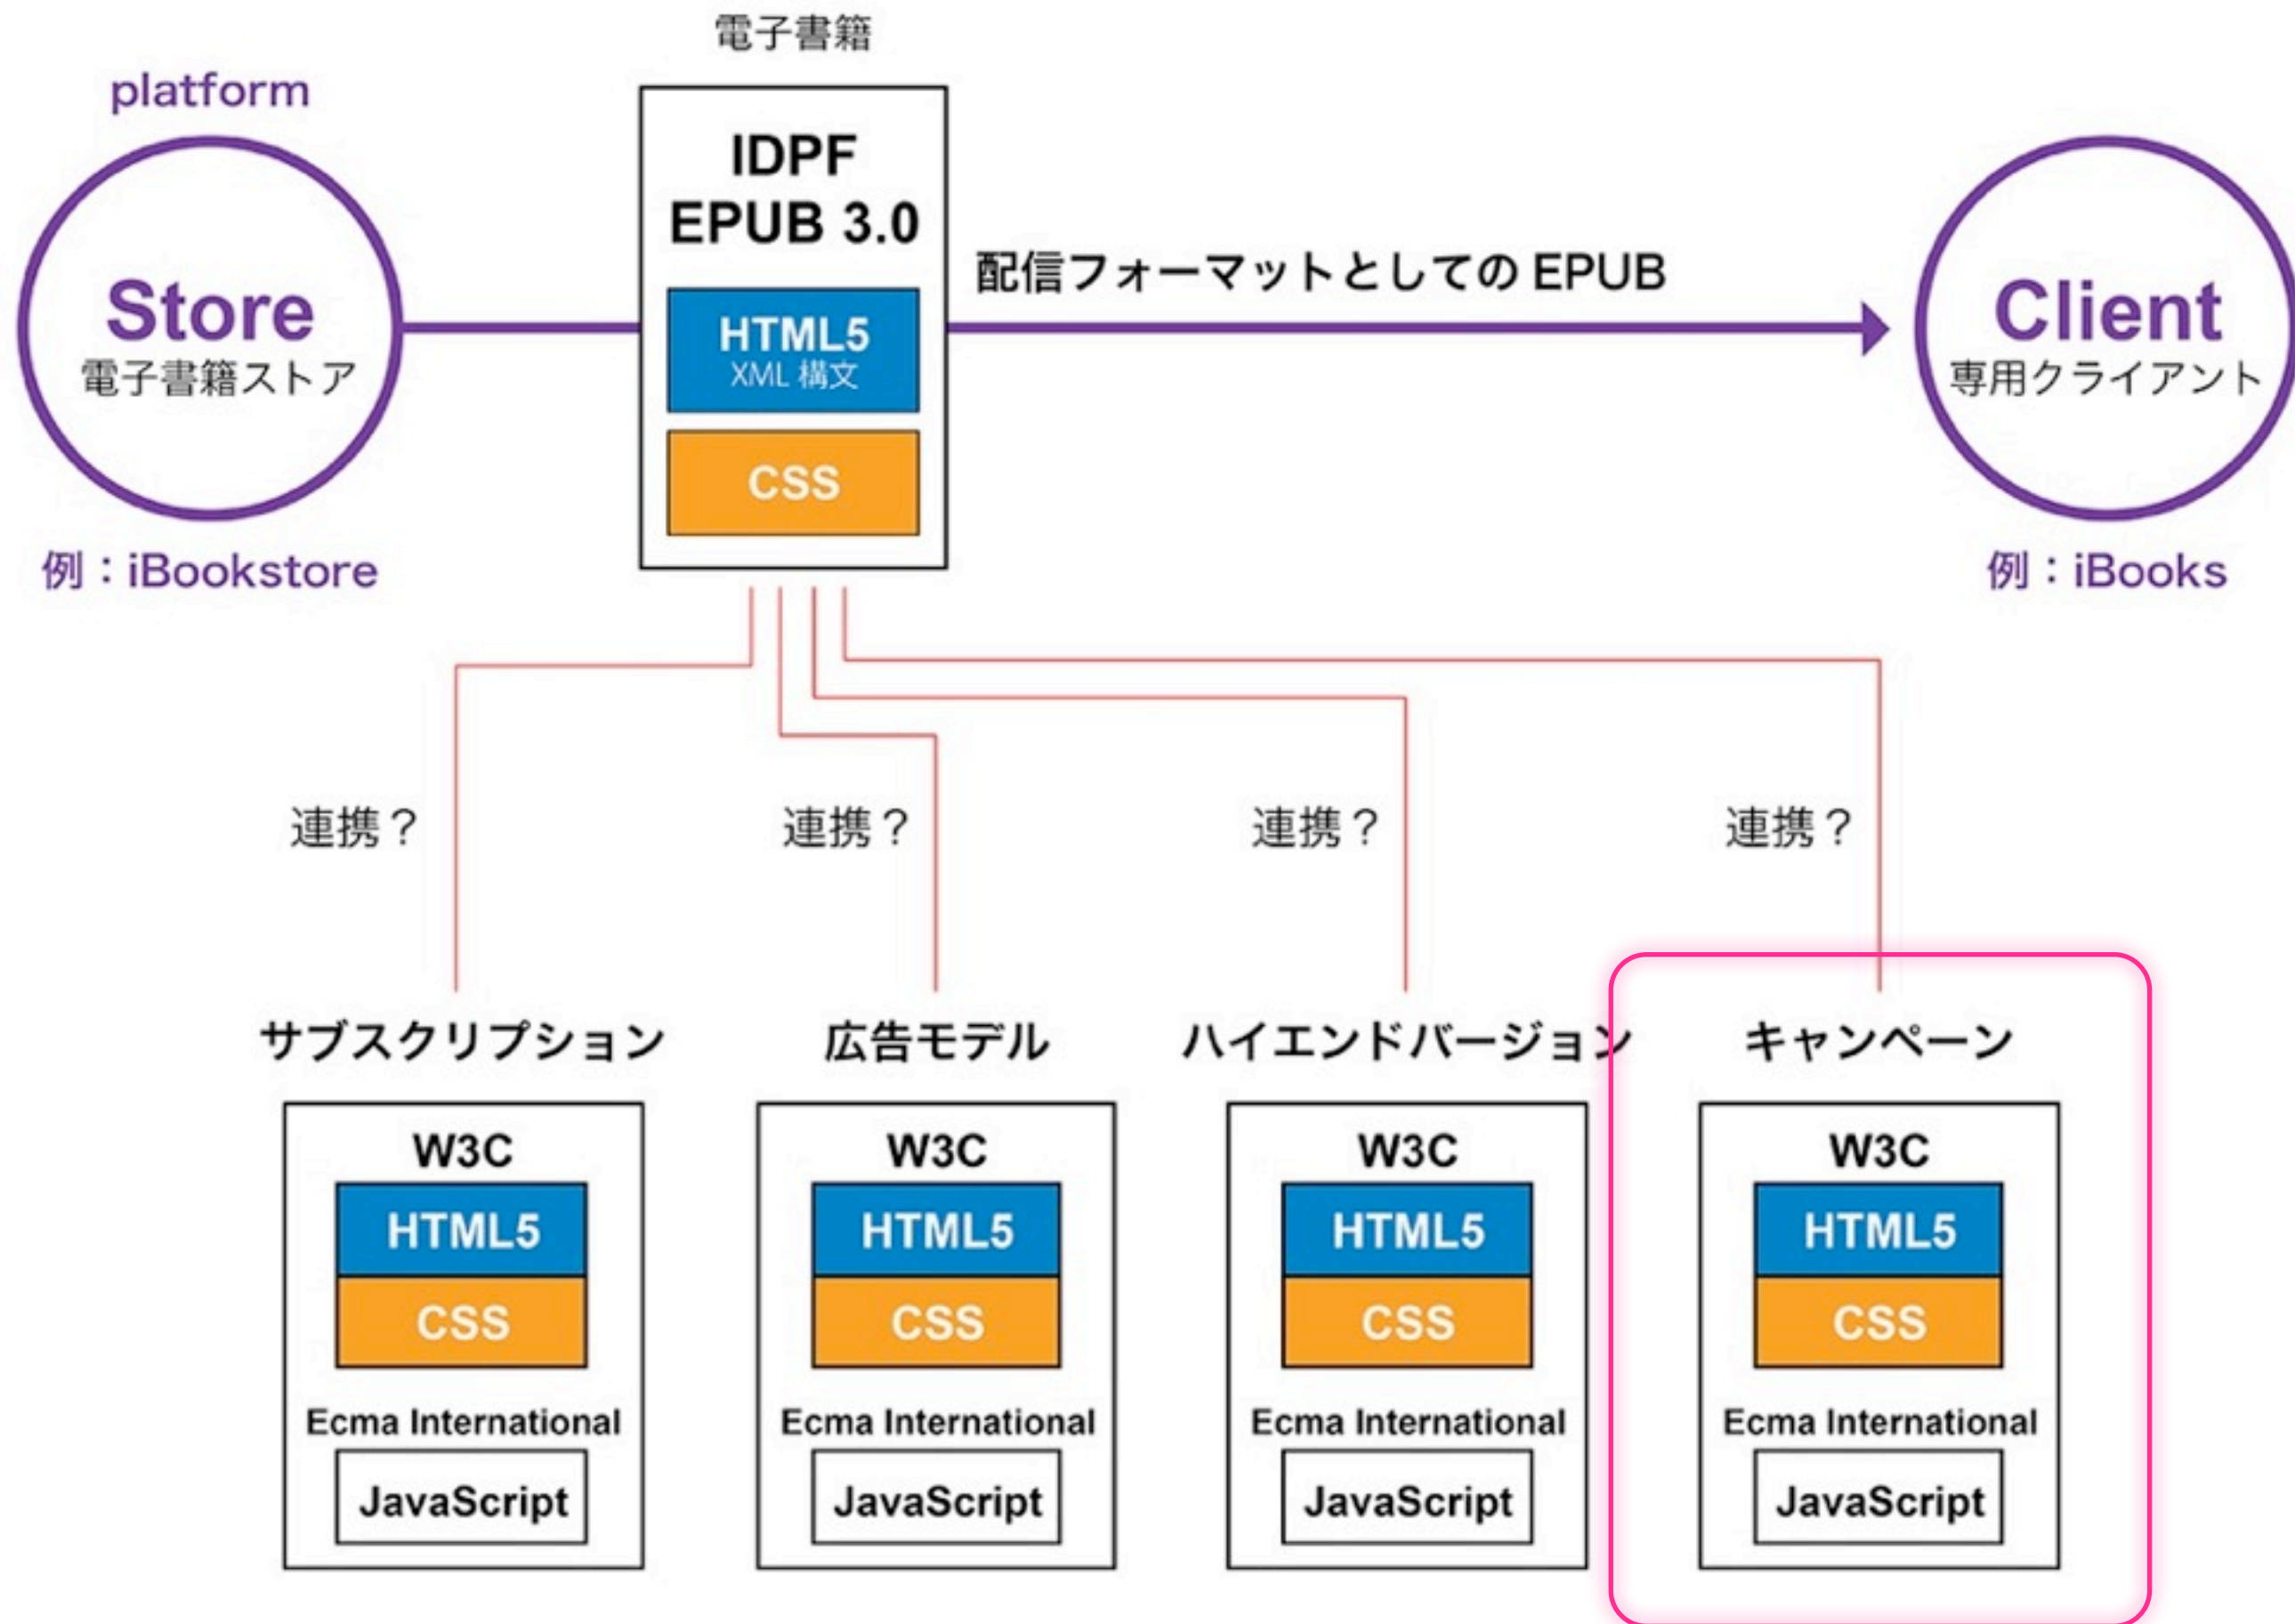 電子書籍
platform
IDPF
EPUB 3.0
HTML5
XML 構文
CSS
Store
電子書籍ストア
例：iBookstore
配信フォーマットとしての EPUB
Client
専用クライアント
例：iBooks
連携？
連携？
連携？
連携？
サブスクリプション
W3C
HTML5
CSS
Ecma International
JavaScript
広告モデル
W3C
HTML5
CSS
Ecma International
JavaScript
ハイエンドバージョン
W3C
HTML5
CSS
Ecma International
JavaScript
キャンペーン
W3C
HTML5
CSS
Ecma International
JavaScript